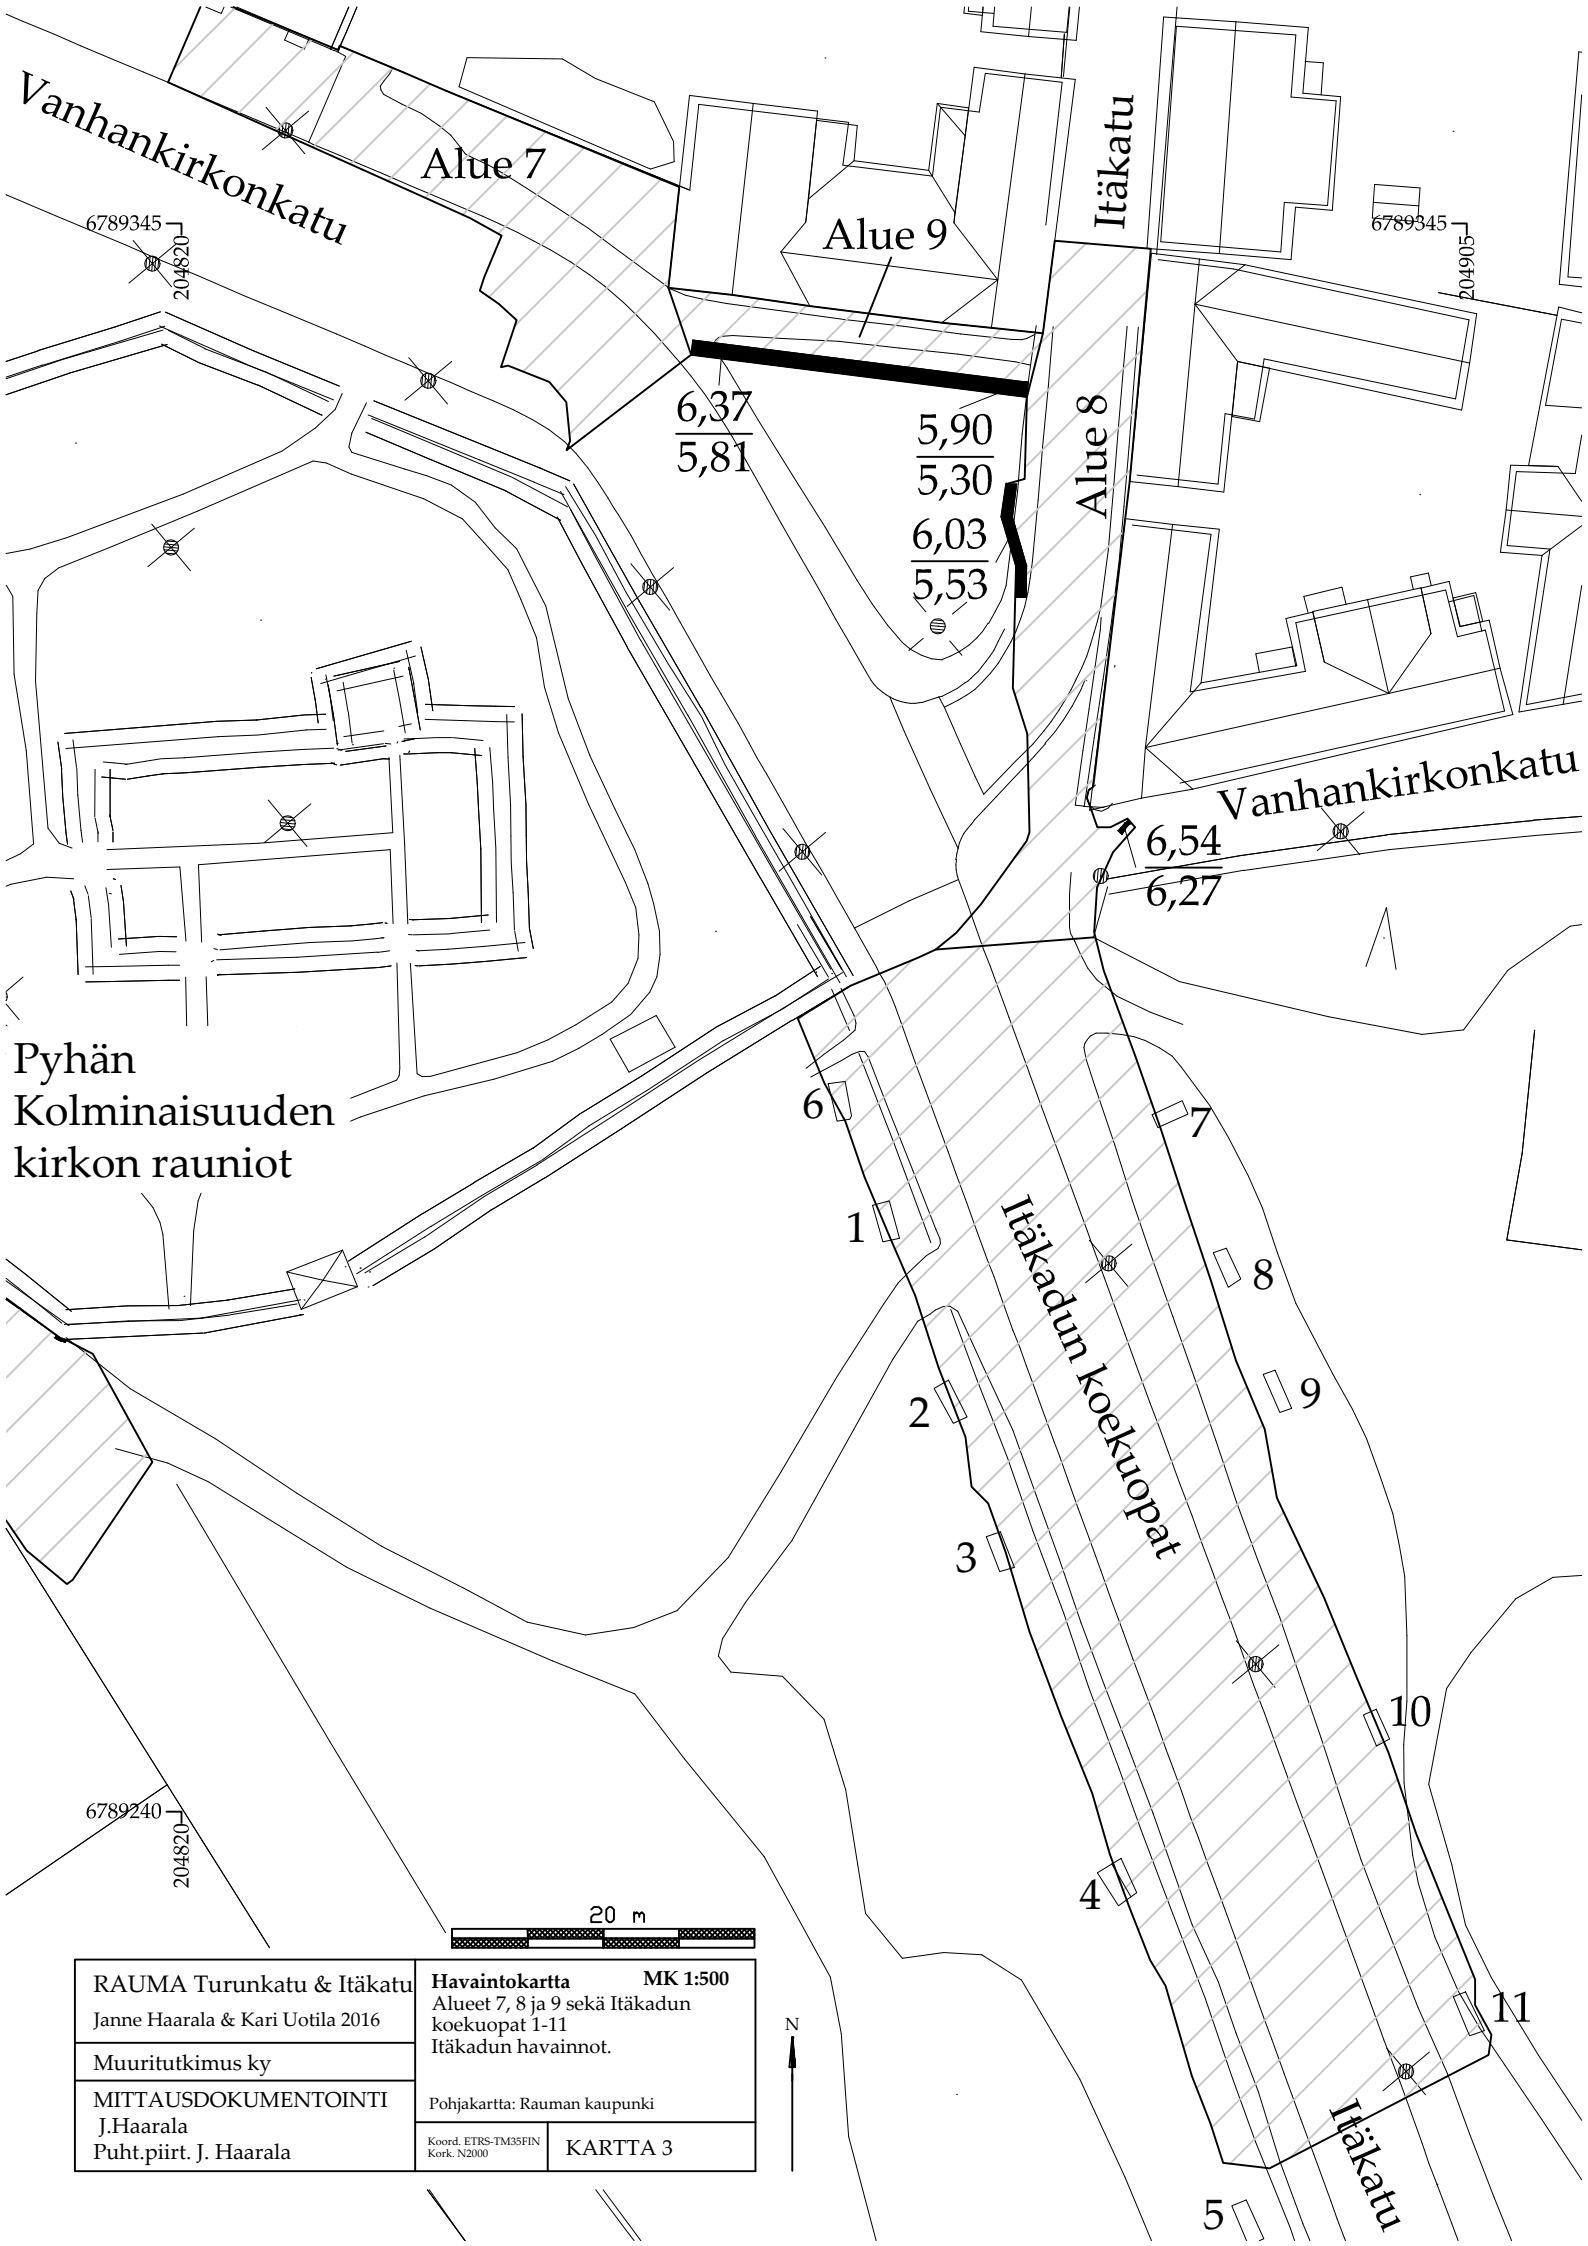 Vanhankirkonkatu
Alue 7
Alue 9
Itäkatu
6789345
204820
6789345
204905
6,37
5,81
5,90
5,30
Alue 8
6,03
5,53
Vanhankirkonkatu
6,54
6,27
Pyhän
Kolminaisuuden
kirkon rauniot
6
7
1
8
Itäkadun koekuopat
2
9
3
10
6789240
204820
4
11
Itäkatu
5
20 m
RAUMA Turunkatu & Itäkatu
Janne Haarala & Kari Uotila 2016
Muuritutkimus ky
MITTAUSDOKUMENTOINTI
J.Haarala
Puht.piirt. J. Haarala
Havaintokartta MK 1:500
Alueet 7, 8 ja 9 sekä Itäkadun
koekuopat 1-11
Itäkadun havainnot.
Pohjakartta: Rauman kaupunki
Koord. ETRS-TM35FIN
Kork. N2000
KARTTA 3
N